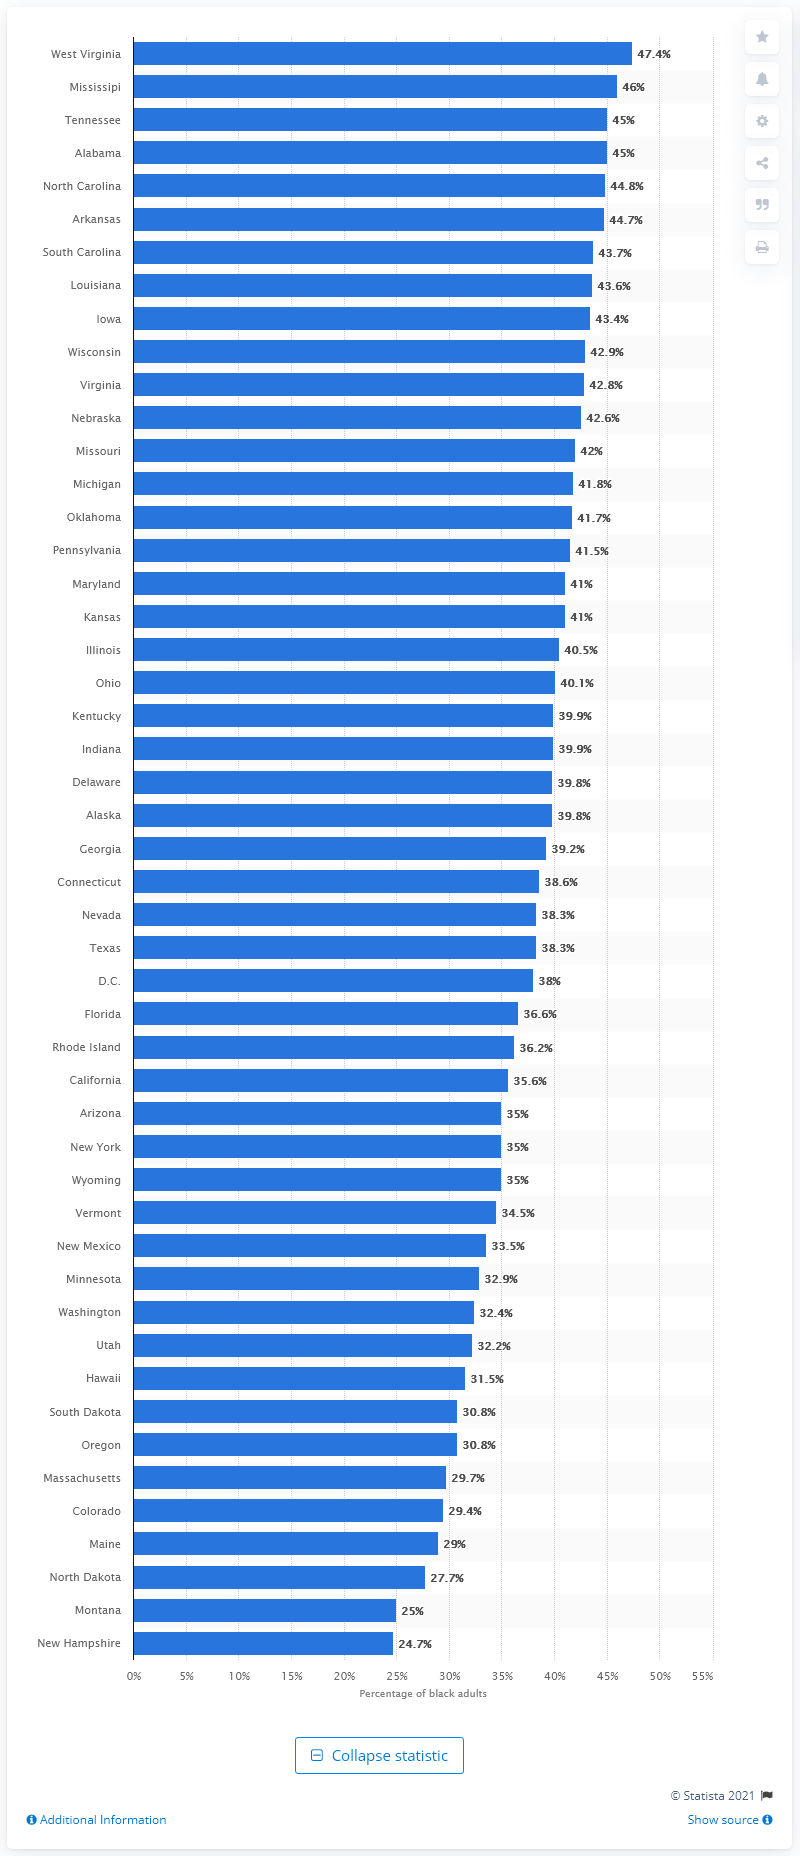 West Virginia 47.4%
Mississipi 46%
Tennessee 45%
Alabama 45%
North Carolina 44.8%
Arkansas 44.7%
South Carolina 43.7%
Louisiana 43.6%
Iowa 43.4%
Wisconsin 42.9%
Virginia 42.8%
Nebraska 42.6%
Missouri 42%
Michigan 41.8%
Oklahoma 41.7%
Pennsylvania 41.5%
Maryland 41%
Kansas 41%
Illinois 40.5%
Ohio 40.1%
Kentucky 39.9%
Indiana 39.9%
Delaware 39.8%
Alaska 39.8%
Georgia 39.2%
Connecticut 38.6%
Nevada 38.3%
Texas 38.3%
D.C. 38%
Florida 36.6%
Rhode Island 36.2%
California 35.6%
Arizona 35%
New York 35%
Wyoming 35%
Vermont 34.5%
New Mexico 33.5%
Minnesota 32.9%
Washington 32.4%
Utah 32.2%
Hawaii 31.5%
South Dakota 30.8%
Oregon 30.8%
Massachusetts 29.7%
Colorado 29.4%
Maine 29%
North Dakota 27.7%
Montana 25%
New Hampshire 24.7%
0% 5% 10% 15% 20% 25% 30% 35% 40% 45% 50% 55%
Percentage of black adults
Collapse statistic
© Statista 2021
Additional Information Show source